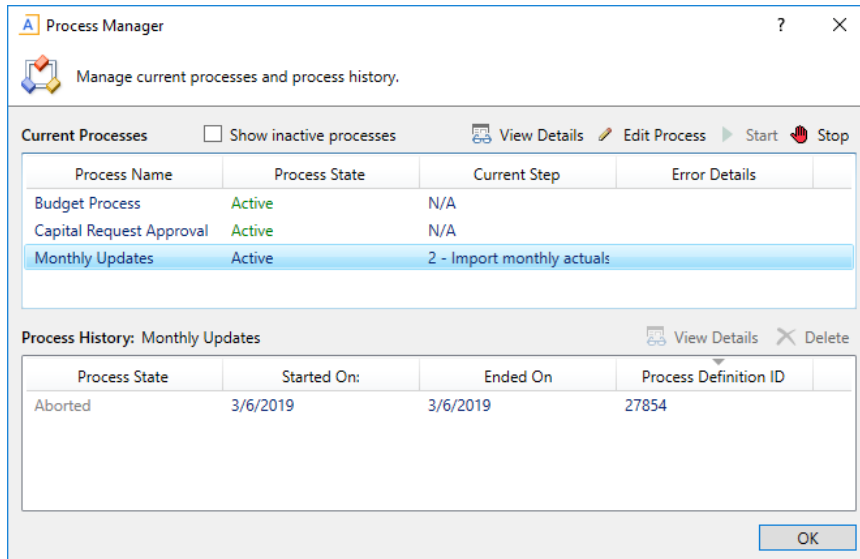 A Process Manager ?
Manage current processes and process history.
Current Processes Show inactive processes View Details Edit Process Start Stop
Process Name Process State Current Step Error Details
Budget Process Active N/A
Capital Request Approval Active N/A
Monthly Updates Active 2 - Import monthly actuals
Process History: Monthly Updates View Details Delete
Process State Started On: Ended On Process Definition ID
Aborted 3/6/2019 3/6/2019 27854
OK